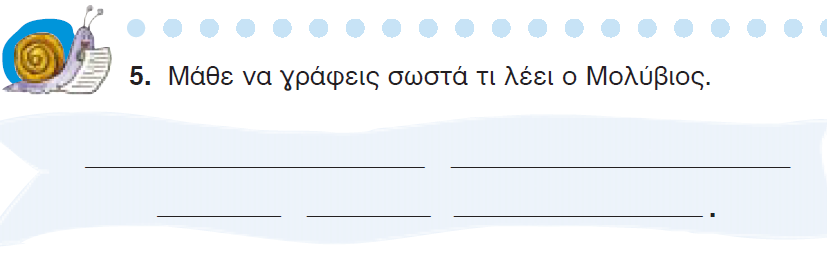 5. Μάθε να γράφεις σωστά τι λέει ο Μολύβιος.